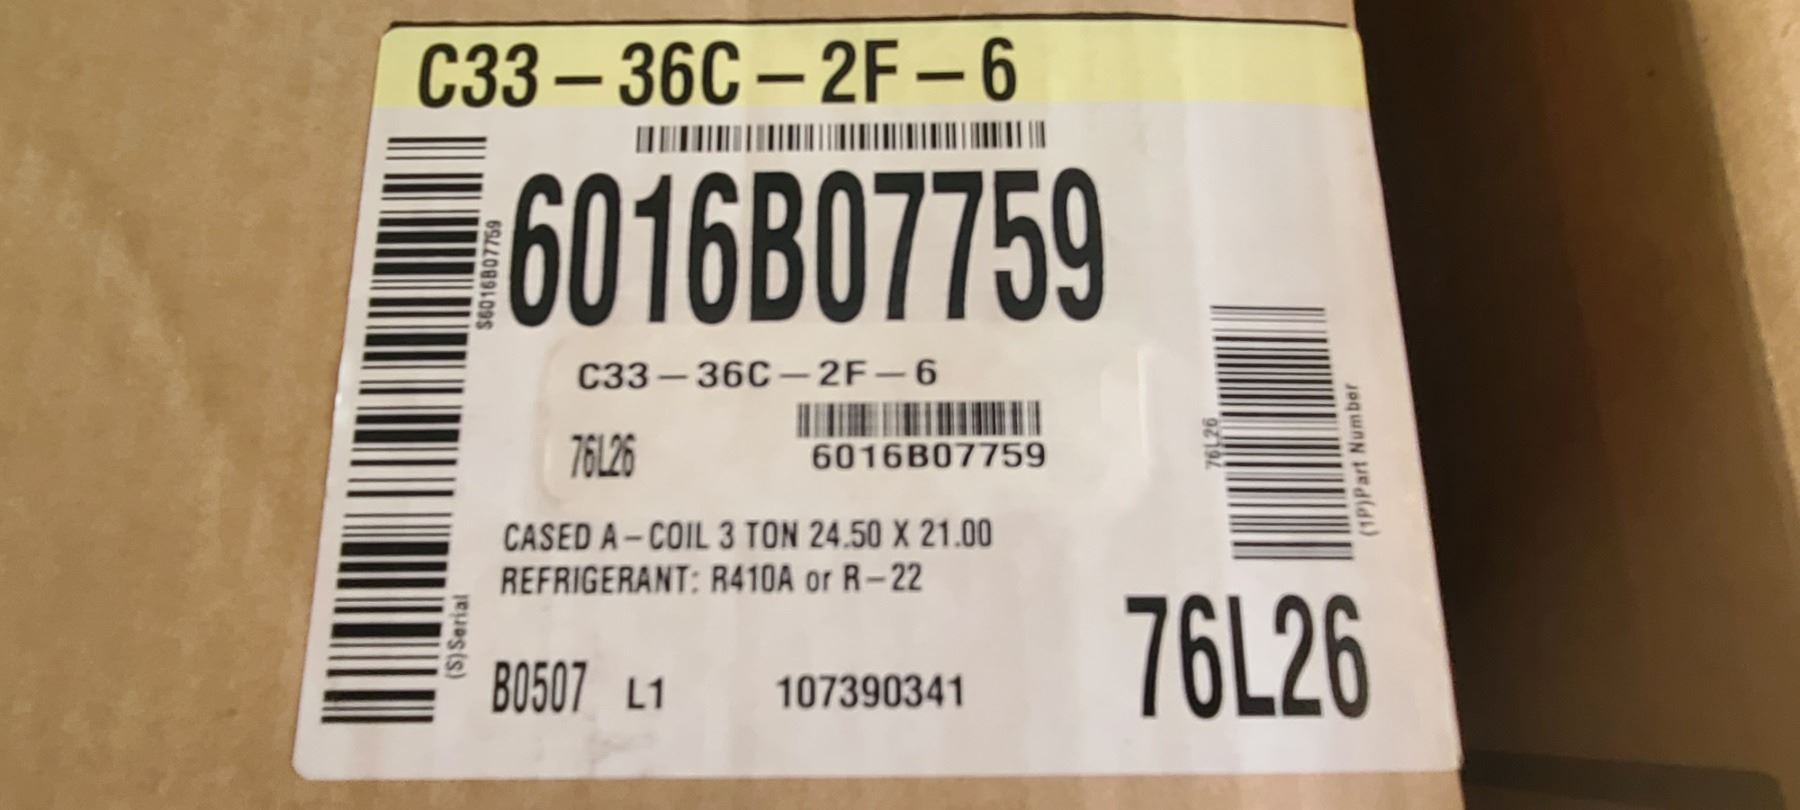 C33-36C-2F-6
6016B07759
S6016B07759
C33-36C-2F-6
76L26
6016B07759
76L26
(1P)Part Number
CASED A-COIL 3 TON 24.50 X 21.00
REFRIGERANT: R410A or R-22
(S)Serial
B0507 L1 107390341
76L26